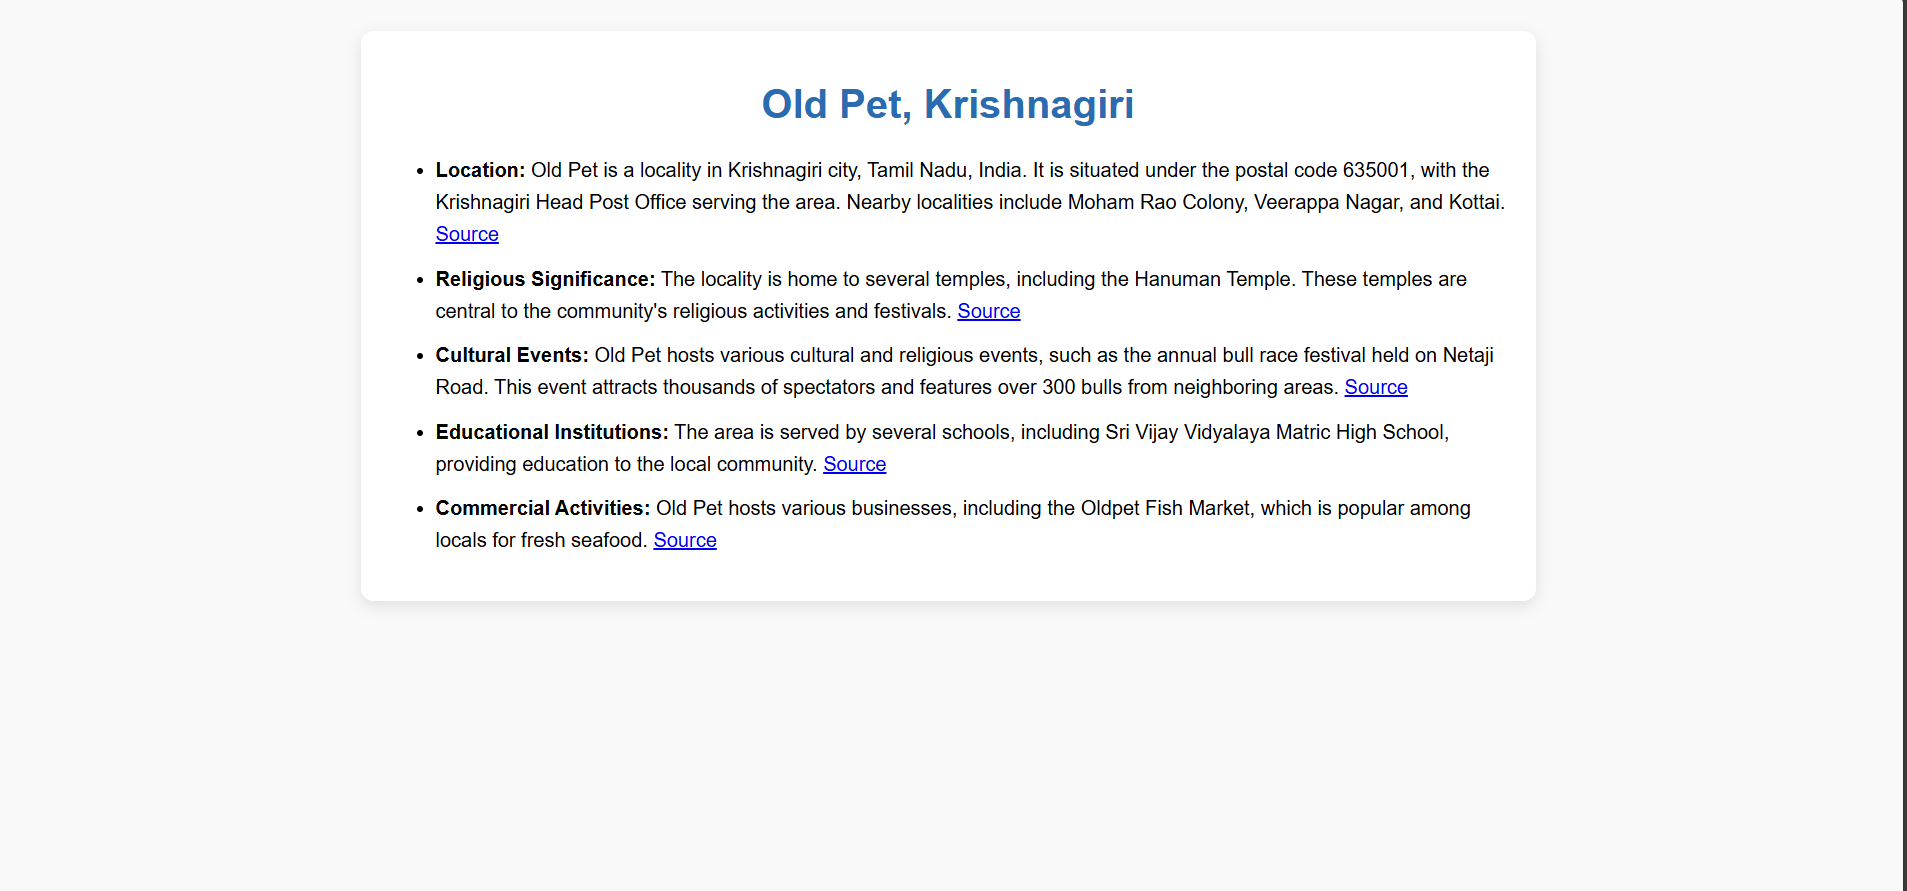 Old Pet, Krishnagiri
• Location: Old Pet is a locality in Krishnagiri city, Tamil Nadu, India. It is situated under the postal code 635001, with the
Krishnagiri Head Post Office serving the area. Nearby localities include Moham Rao Colony, Veerappa Nagar, and Kottai.
Source
• Religious Significance: The locality is home to several temples, including the Hanuman Temple. These temples are
central to the community's religious activities and festivals. Source
• Cultural Events: Old Pet hosts various cultural and religious events, such as the annual bull race festival held on Netaji
Road. This event attracts thousands of spectators and features over 300 bulls from neighboring areas. Source
• Educational Institutions: The area is served by several schools, including Sri Vijay Vidyalaya Matric High School,
providing education to the local community. Source
• Commercial Activities: Old Pet hosts various businesses, including the Oldpet Fish Market, which is popular among
locals for fresh seafood. Source